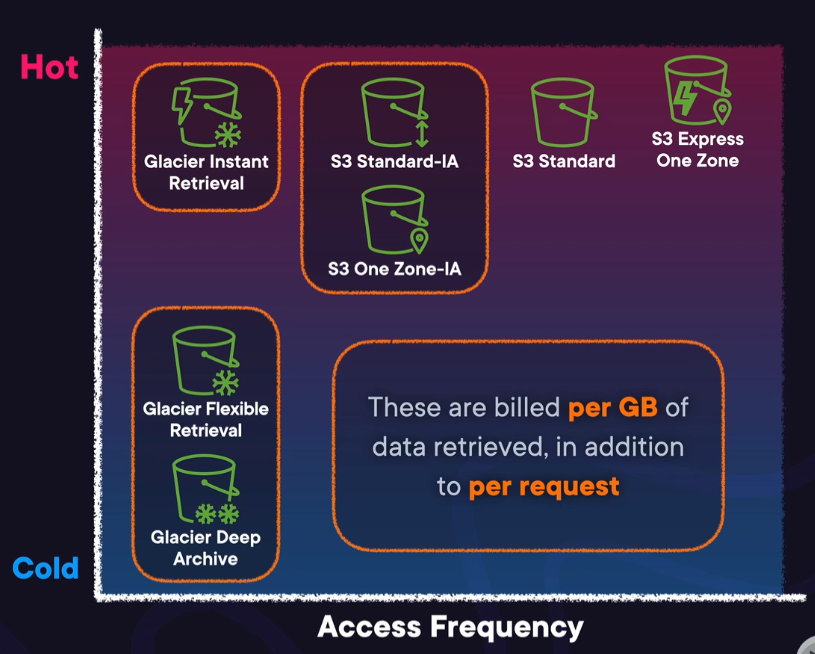 Hot
Glacier Instant
Retrieval
S3 Standard-IA
S3 One Zone-IA
S3 Standard
S3 Express
One Zone
Glacier Flexible
Retrieval
Glacier Deep
Archive
These are billed per GB of
data retrieved, in addition
to per request
Cold
Access Frequency